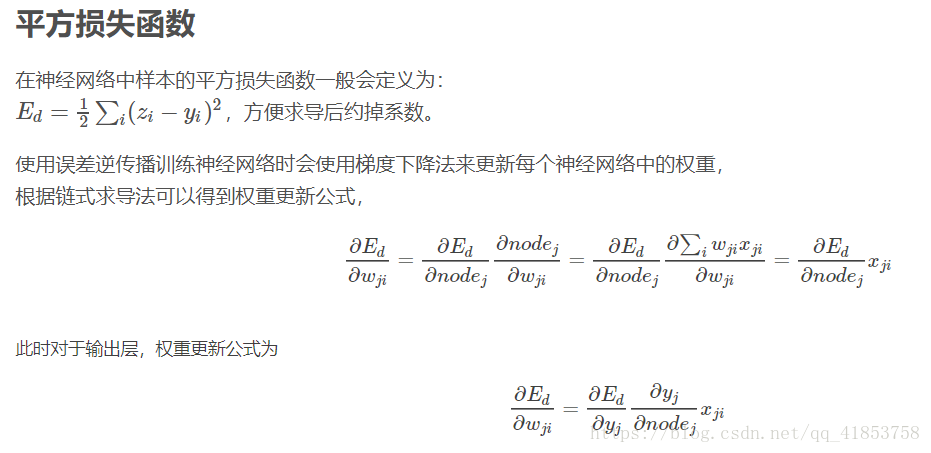 平方损失函数
在神经网络中样本的平方损失函数一般会定义为：
$E_d = \frac{1}{2}\sum_i (z_i - y_i)^2$，方便求导后约掉系数。
使用误差逆传播训练神经网络时会使用梯度下降法来更新每个神经网络中的权重，
根据链式求导法可以得到权重更新公式，
$\frac{\partial E_d}{\partial w_{ji}} = \frac{\partial E_d}{\partial node_j} \frac{\partial node_j}{\partial w_{ji}} = \frac{\partial E_d}{\partial node_j} \frac{\partial \sum_i w_{ji} x_{ji}}{\partial w_{ji}} = \frac{\partial E_d}{\partial node_j} x_{ji}$
此时对于输出层，权重更新公式为
$\frac{\partial E_d}{\partial w_{ji}} = \frac{\partial E_d}{\partial y_j} \frac{\partial y_j}{\partial node_j} x_{ji}$
https://blog.csdn.net/qq_41853758